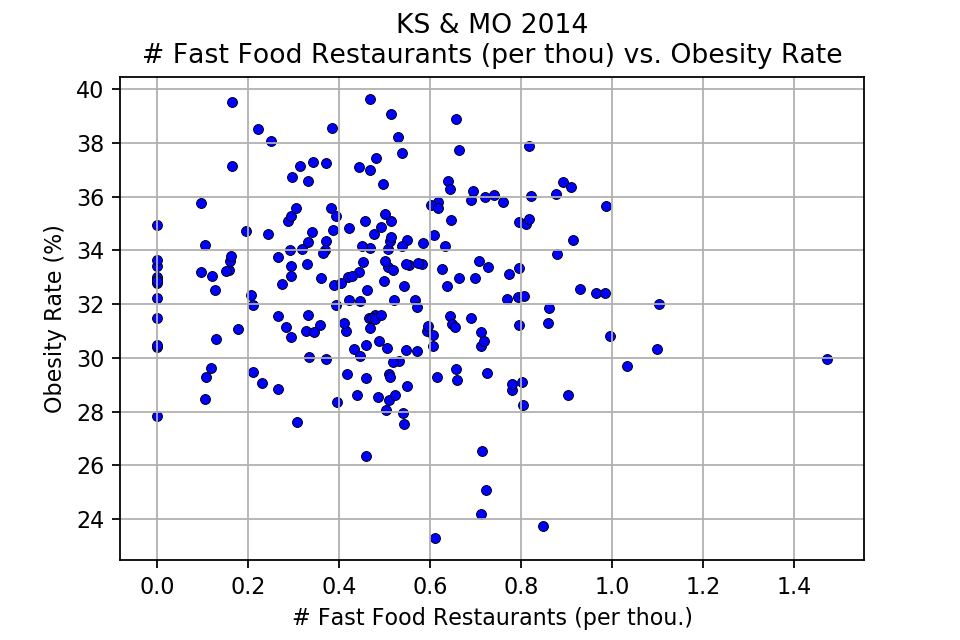 KS & MO 2014
# Fast Food Restaurants (per thou) vs. Obesity Rate
40
38
36
34
32
30
28
26
24
Obesity Rate (%)
0.0 0.2 0.4 0.6 0.8 1.0 1.2 1.4
# Fast Food Restaurants (per thou.)